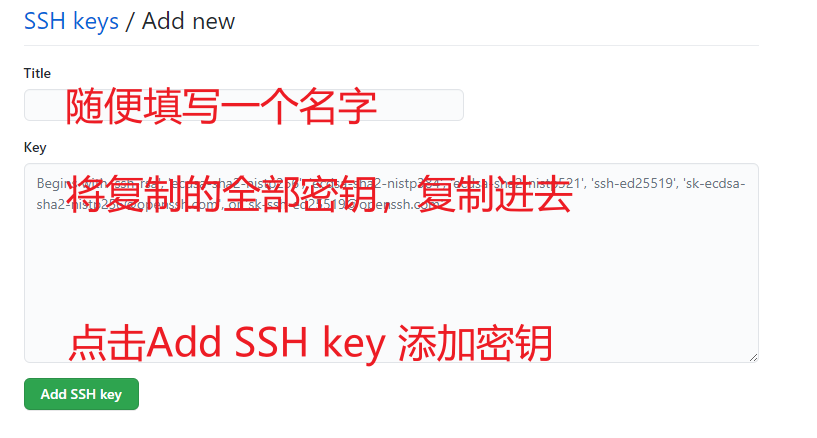 SSH keys / Add new
Title
随便填写一个名字
Key
Begins with 'ssh-rsa', 'ecdsa-sha2-nistp256', 'ecdsa-sha2-nistp384', 'ecdsa-sha2-nistp521', 'ssh-ed25519', 'sk-ecdsa-
sha2-nistp256@openssh.com', or 'sk-ssh-ed25519@openssh.com'
将复制的全部密钥，复制进去
点击Add SSH key 添加密钥
Add SSH key